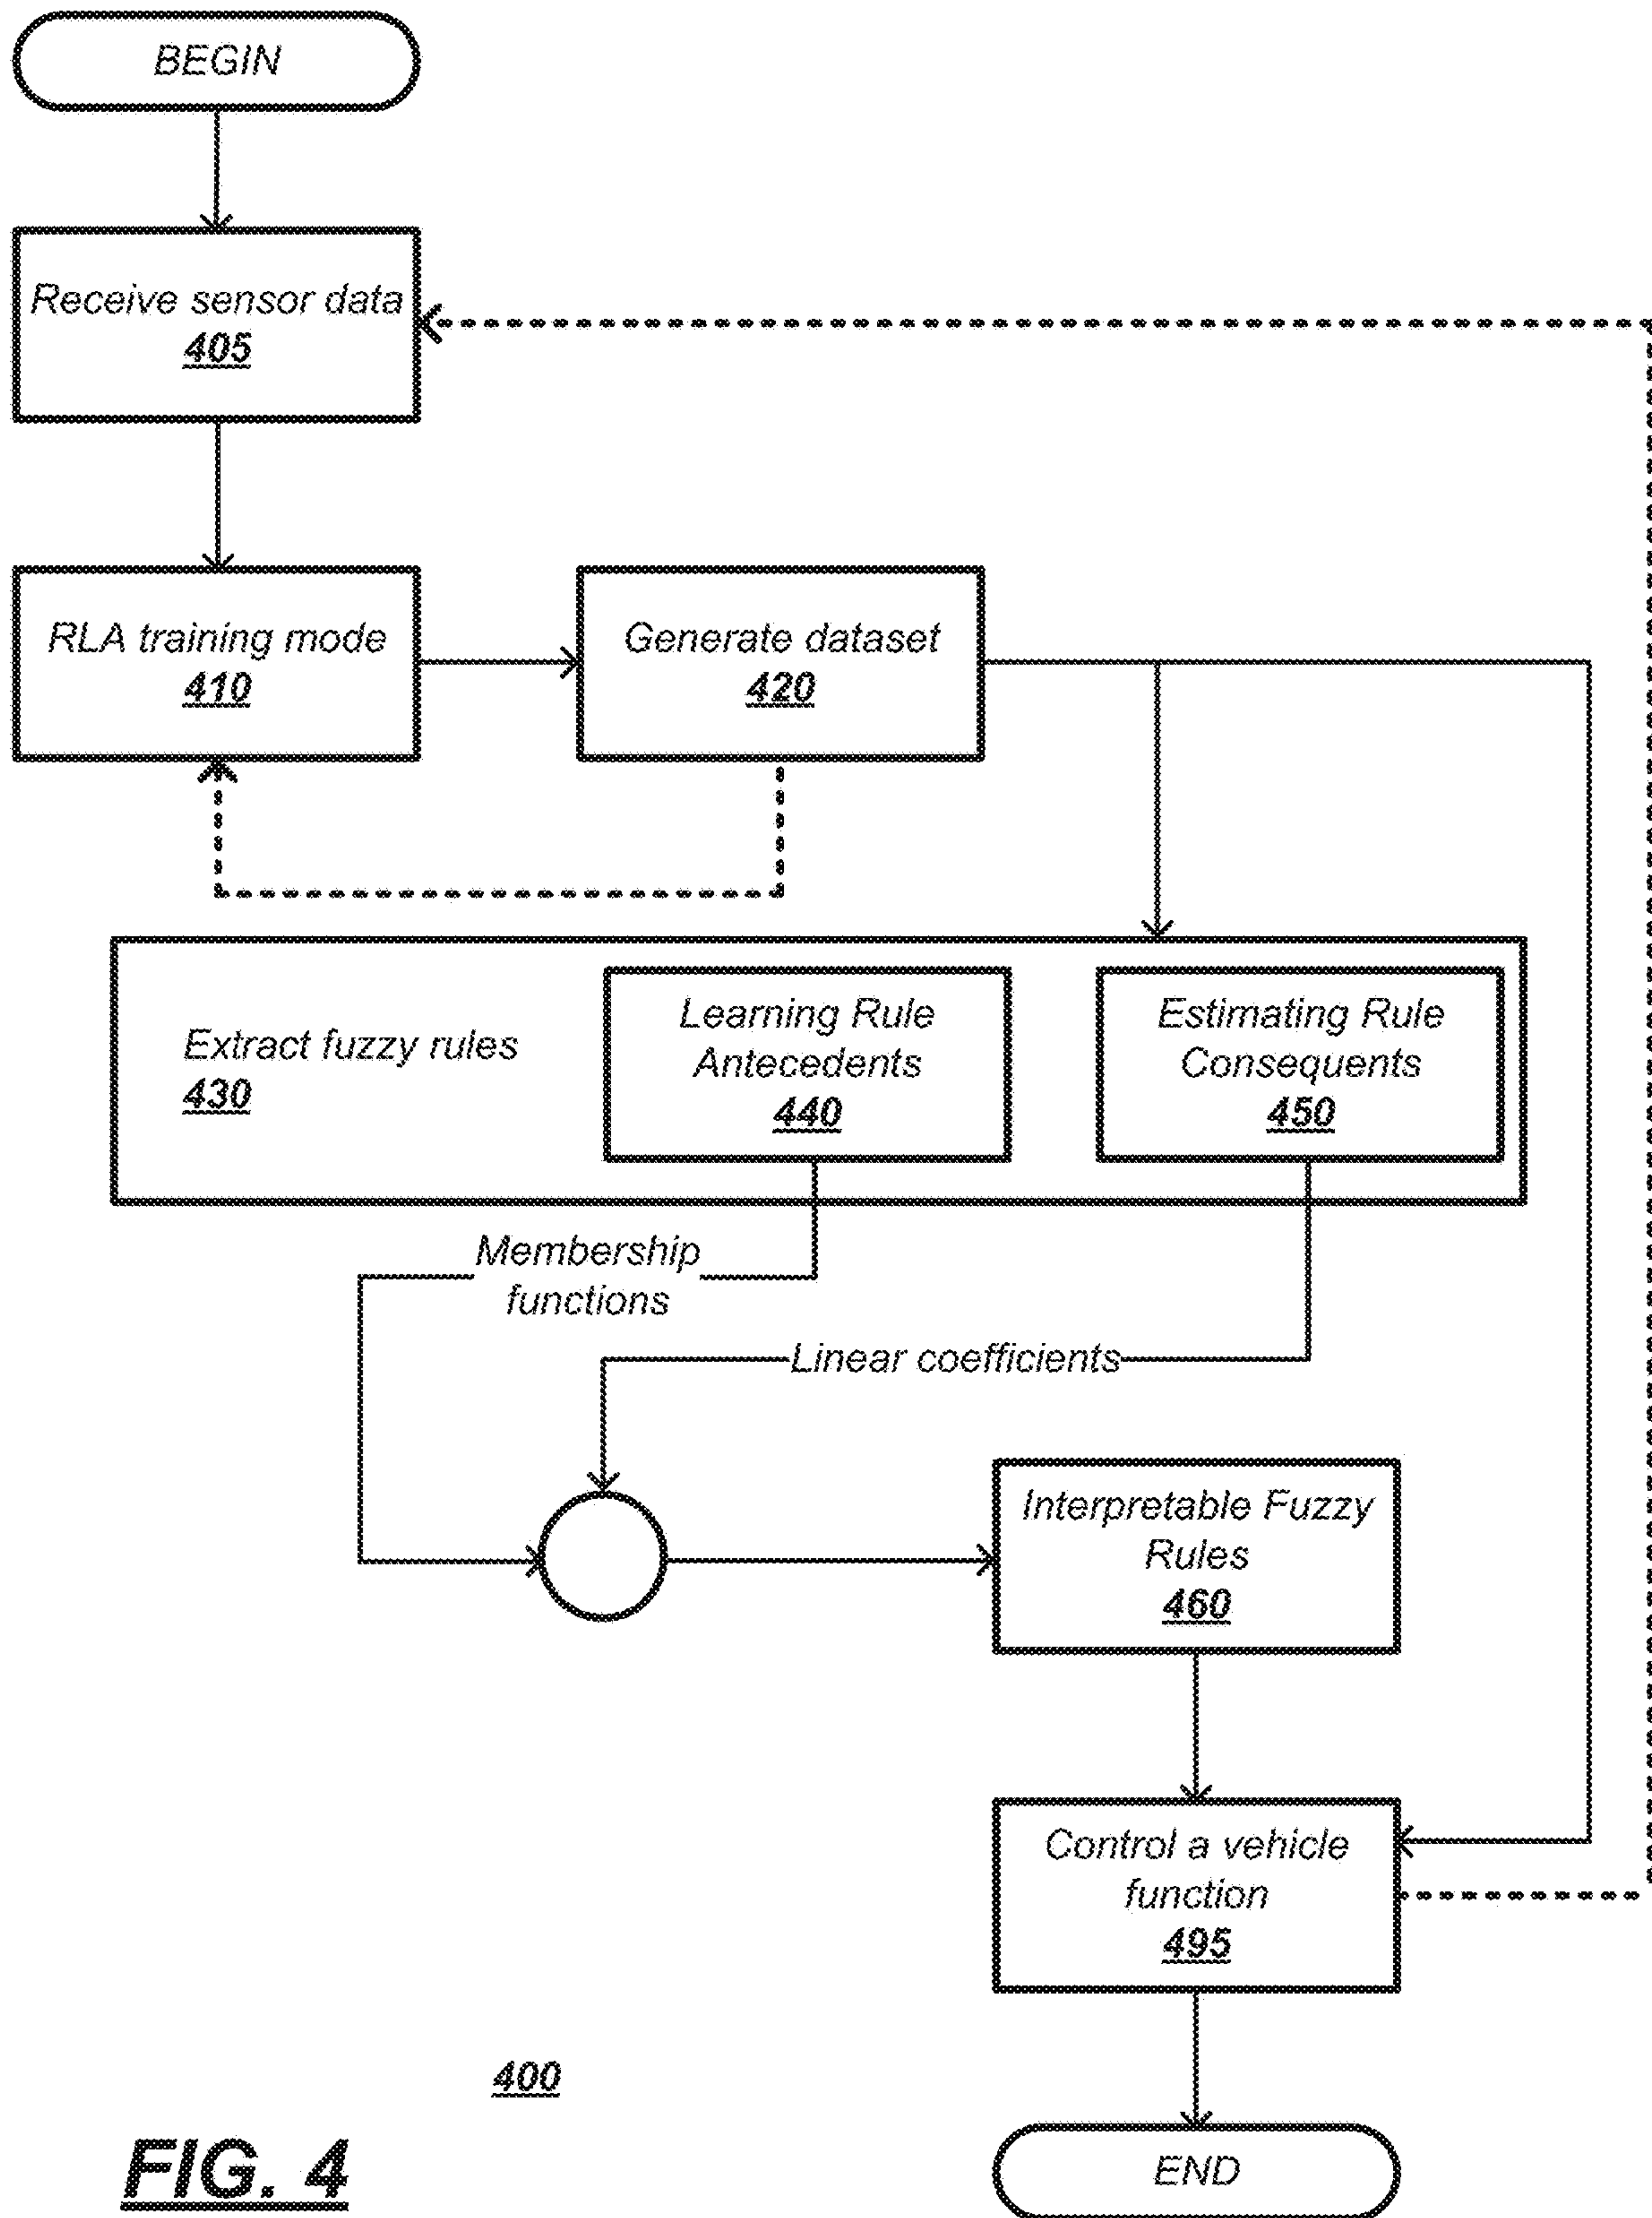 BEGIN
Receive sensor data
405
RLA training mode
410
Generate dataset
420
Extract fuzzy rules
430
Learning Rule
Antecedents
440
Estimating Rule
Consequents
450
Membership
functions
Linear coefficients
Interpretable Fuzzy
Rules
460
Control a vehicle
function
495
400
END
FIG. 4